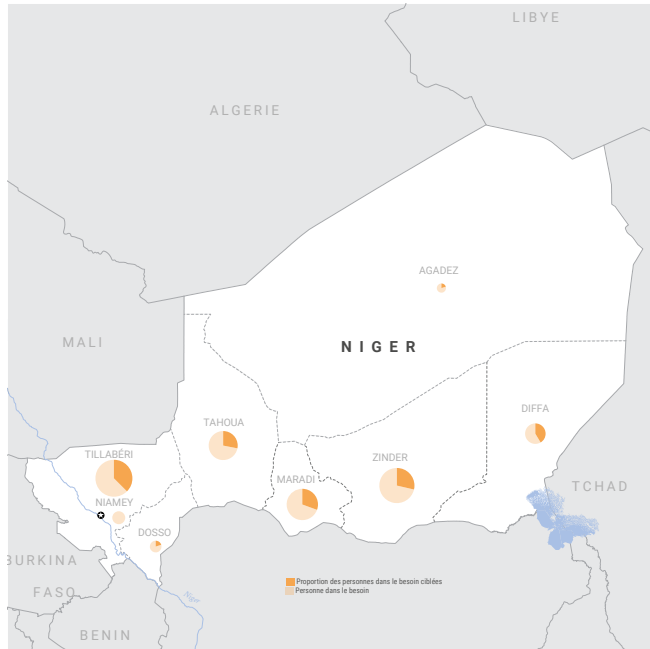 LIBYE
ALGERIE
AGADEZ
MALI
NIGER
DIFFA
TAHOUA
TILLABÉRI
ZINDER
MARADI
TCHAD
NIAMEY
DOSSO
BURKINA
FASO
Niger
BENIN
Proportion des personnes dans le besoin ciblées
Personne dans le besoin